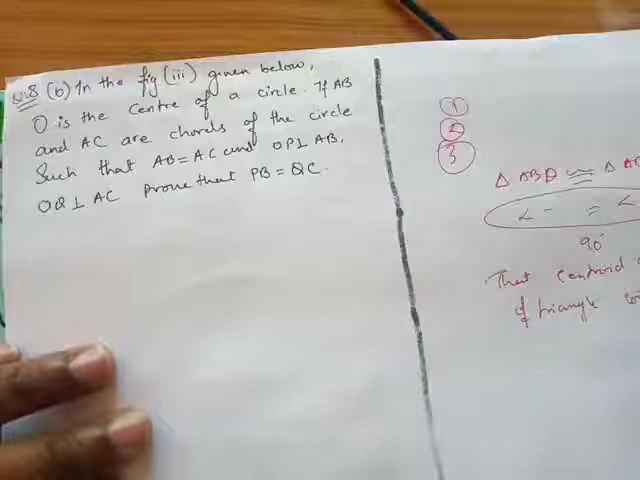 Q.8 (b) In the fig (iii) given below,
O is the centre of a circle. If AB
and AC are chords of the circle
Such that AB = AC and OP⊥ AB,
OQ ⊥ AC prove that PB = QC.
1
2
3
Δ ABD ≅ Δ
∠ - = ∠
90°
That centroid
of triangle